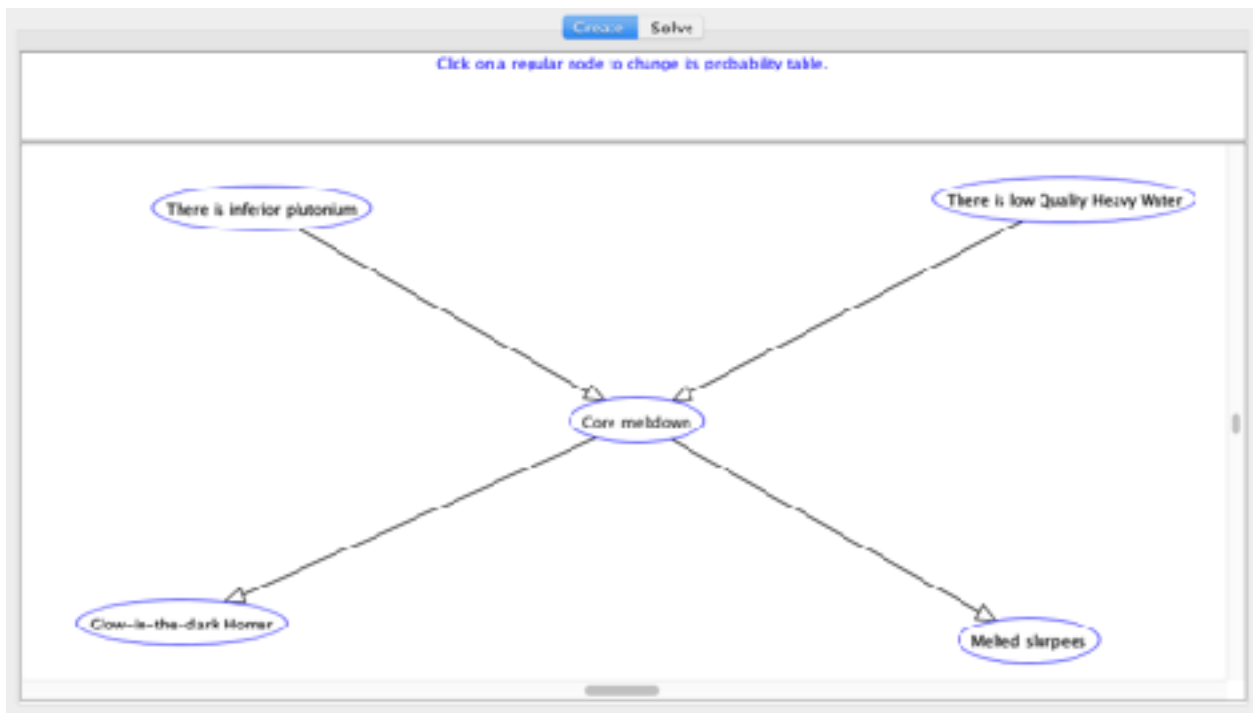 Create Solve
Click on a regular node to change its probability table.
There is inferior plutonium
There is low Quality Heavy Water
Core meltdown
Glow-in-the-dark Homer
Melted slurpees